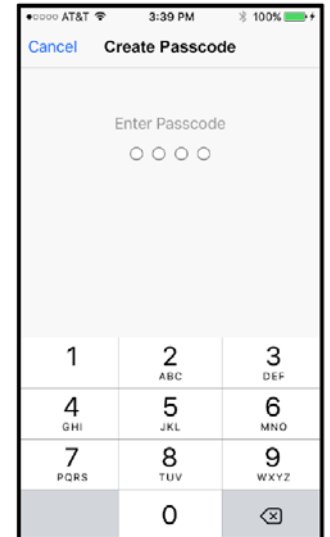 AT&T 3:39 PM 100%
Cancel Create Passcode
Enter Passcode
1 2 3
ABC DEF
4 5 6
GHI JKL MNO
7 8 9
PQRS TUV WXYZ
0